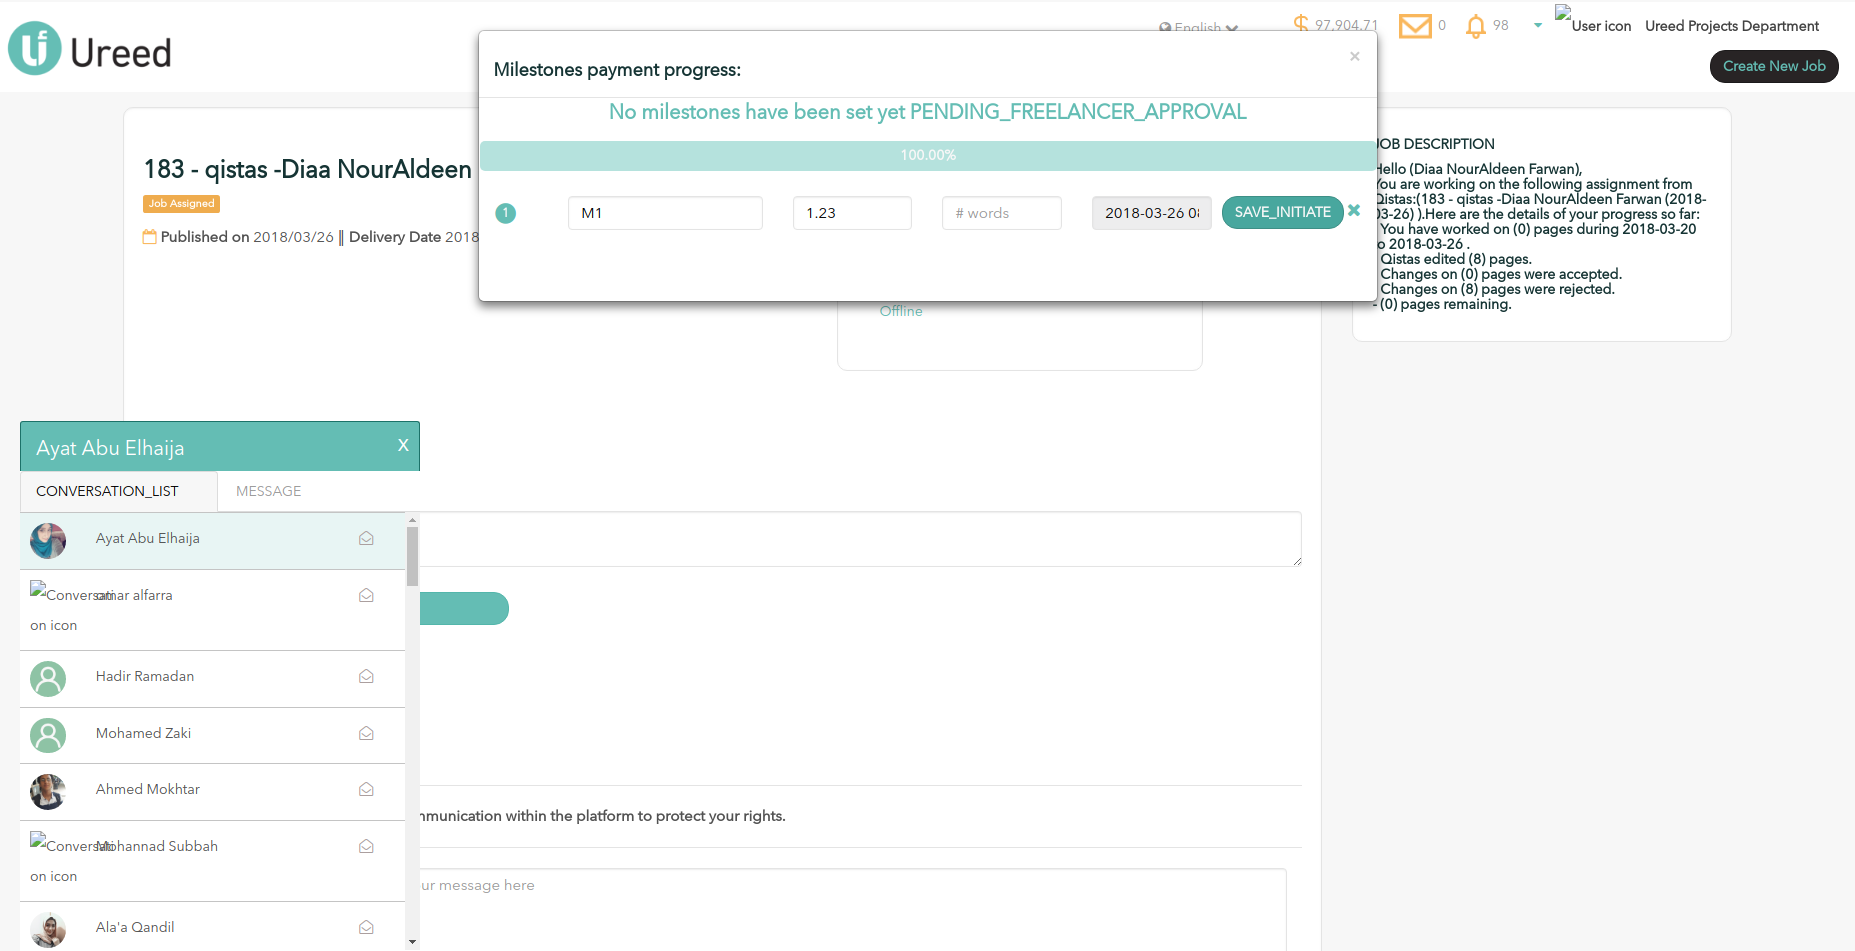 Ureed
English
97,904.71
0
98
User icon
Ureed Projects Department
Create New Job
Milestones payment progress:
×
No milestones have been set yet PENDING_FREELANCER_APPROVAL
100.00%
1
M1
1.23
# words
2018-03-26 08
SAVE_INITIATE
183 - qistas -Diaa NourAldeen
Job Assigned
Published on 2018/03/26 || Delivery Date 2018
Offline
JOB DESCRIPTION
Hello (Diaa NourAldeen Farwan),
You are working on the following assignment from
Qistas:(183 - qistas -Diaa NourAldeen Farwan (2018-
03-26) ).Here are the details of your progress so far:
- You have worked on (0) pages during 2018-03-20
to 2018-03-26 .
- Qistas edited (8) pages.
- Changes on (0) pages were accepted.
- Changes on (8) pages were rejected.
- (0) pages remaining.
Ayat Abu Elhaija
X
CONVERSATION_LIST
MESSAGE
Ayat Abu Elhaija
Conversati
on icon
omar alfarra
Hadir Ramadan
Mohamed Zaki
Ahmed Mokhtar
Conversati
on icon
Mohannad Subbah
Ala'a Qandil
mmunication within the platform to protect your rights.
ur message here